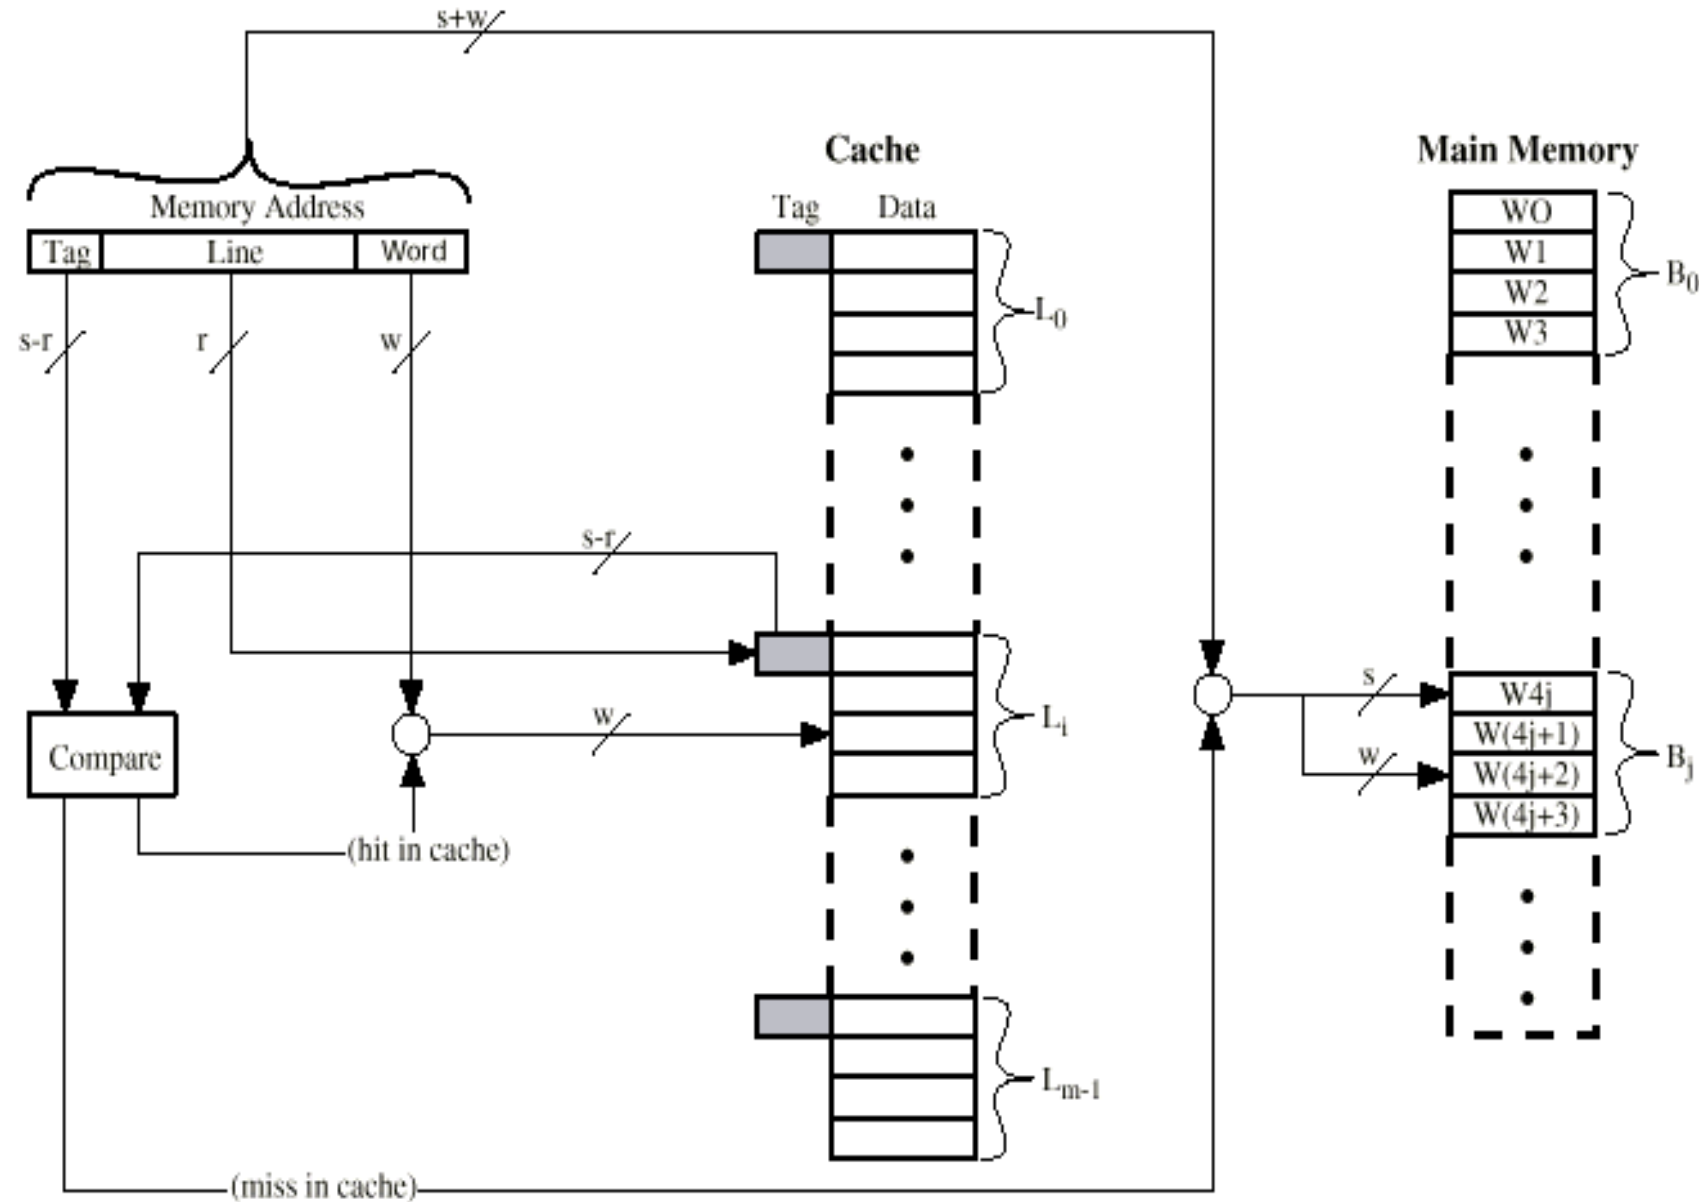 s+w
Cache
Main Memory
Memory Address
Tag Data
Tag Line Word
WO
W1
W2
W3
B0
L0
s-r
r
w
s-r
s
W4j
W(4j+1)
W(4j+2)
W(4j+3)
Bj
w
Li
w
Compare
(hit in cache)
Lm-1
(miss in cache)